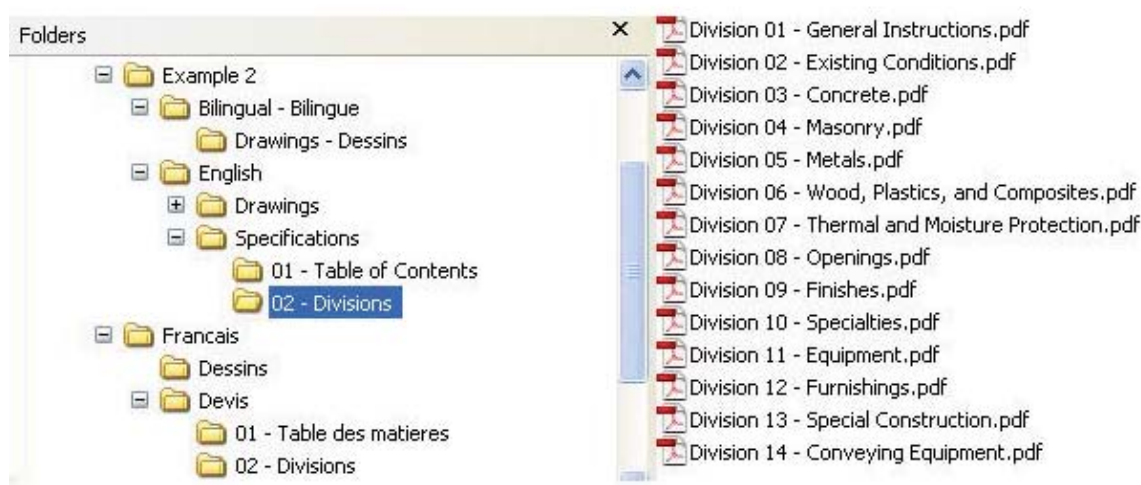 Folders
Example 2
Bilingual - Bilingue
Drawings - Dessins
English
Drawings
Specifications
01 - Table of Contents
02 - Divisions
Francais
Dessins
Devis
01 - Table des matieres
02 - Divisions
Division 01 - General Instructions.pdf
Division 02 - Existing Conditions.pdf
Division 03 - Concrete.pdf
Division 04 - Masonry.pdf
Division 05 - Metals.pdf
Division 06 - Wood, Plastics, and Composites.pdf
Division 07 - Thermal and Moisture Protection.pdf
Division 08 - Openings.pdf
Division 09 - Finishes.pdf
Division 10 - Specialties.pdf
Division 11 - Equipment.pdf
Division 12 - Furnishings.pdf
Division 13 - Special Construction.pdf
Division 14 - Conveying Equipment.pdf